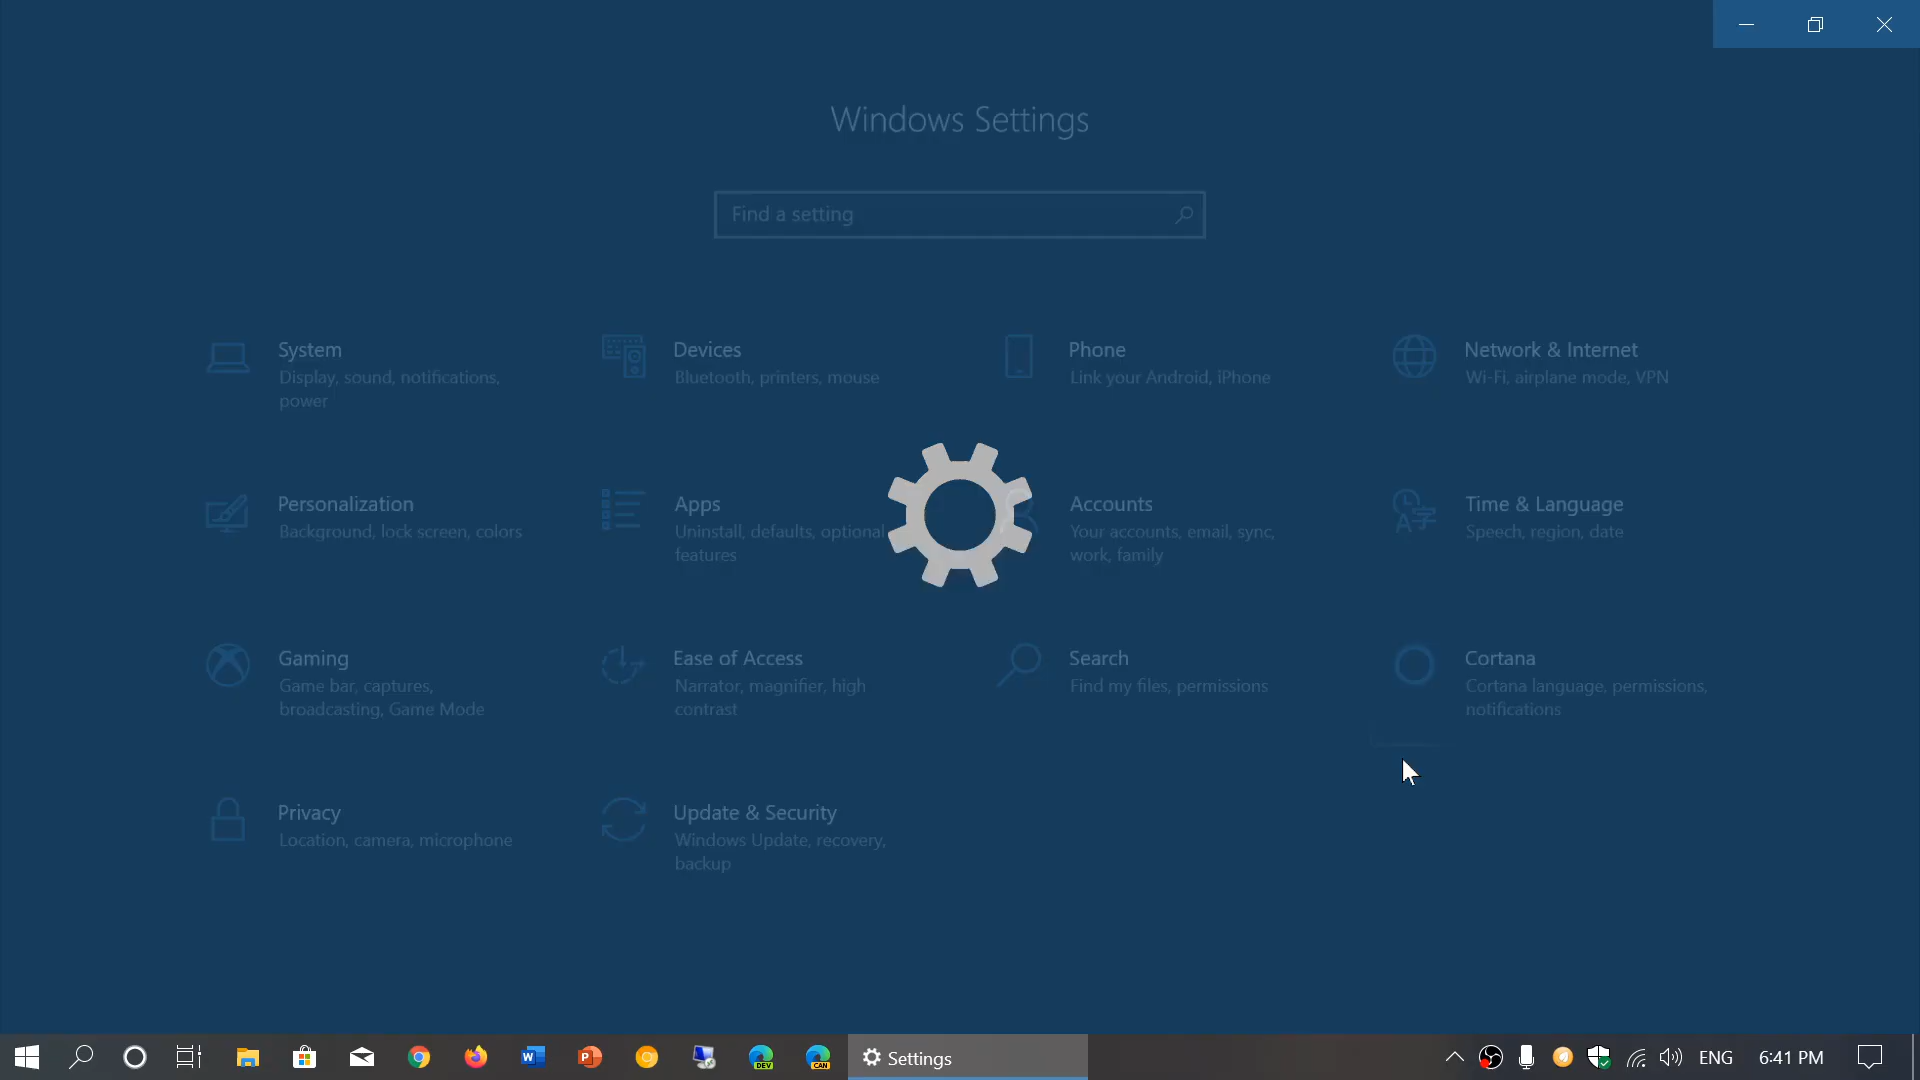 Windows Settings
Find a setting
System
Display, sound, notifications,
power
Devices
Bluetooth, printers, mouse
Phone
Link your Android, iPhone
Network & Internet
Wi-Fi, airplane mode, VPN
Personalization
Background, lock screen, colors
Apps
Uninstall, defaults, optional
features
Accounts
Your accounts, email, sync,
work, family
Time & Language
Speech, region, date
Gaming
Game bar, captures,
broadcasting, Game Mode
Ease of Access
Narrator, magnifier, high
contrast
Search
Find my files, permissions
Cortana
Cortana language, permissions,
notifications
Privacy
Location, camera, microphone
Update & Security
Windows Update, recovery,
backup
W
P
DEV
CAN
Settings
ENG
6:41 PM